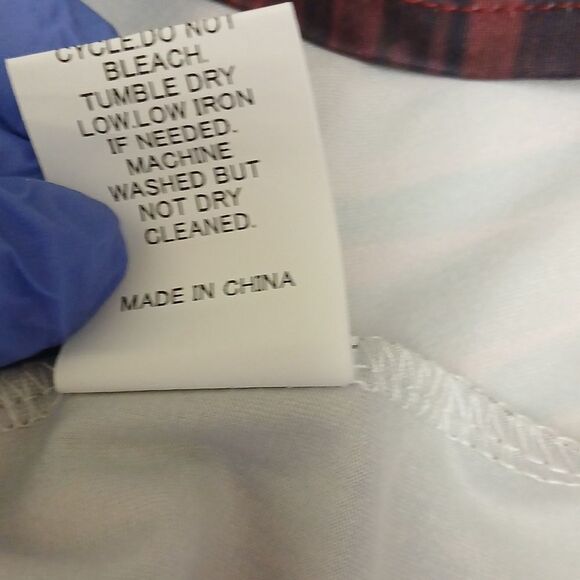 CYCLE.DO NOT
BLEACH.
TUMBLE DRY
LOW.LOW IRON
IF NEEDED.
MACHINE
WASHED BUT
NOT DRY
CLEANED.
MADE IN CHINA